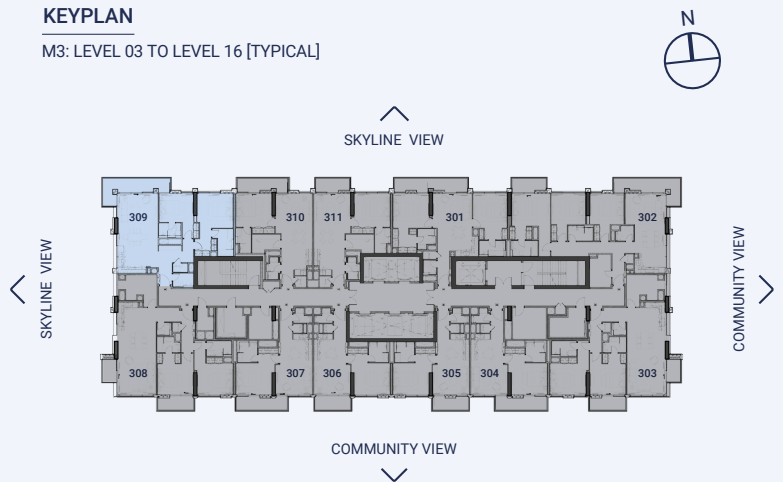 KEYPLAN
M3: LEVEL 03 TO LEVEL 16 [TYPICAL]
N
SKYLINE VIEW
309
310
311
301
302
SKYLINE VIEW
COMMUNITY VIEW
308
307
306
305
304
303
COMMUNITY VIEW